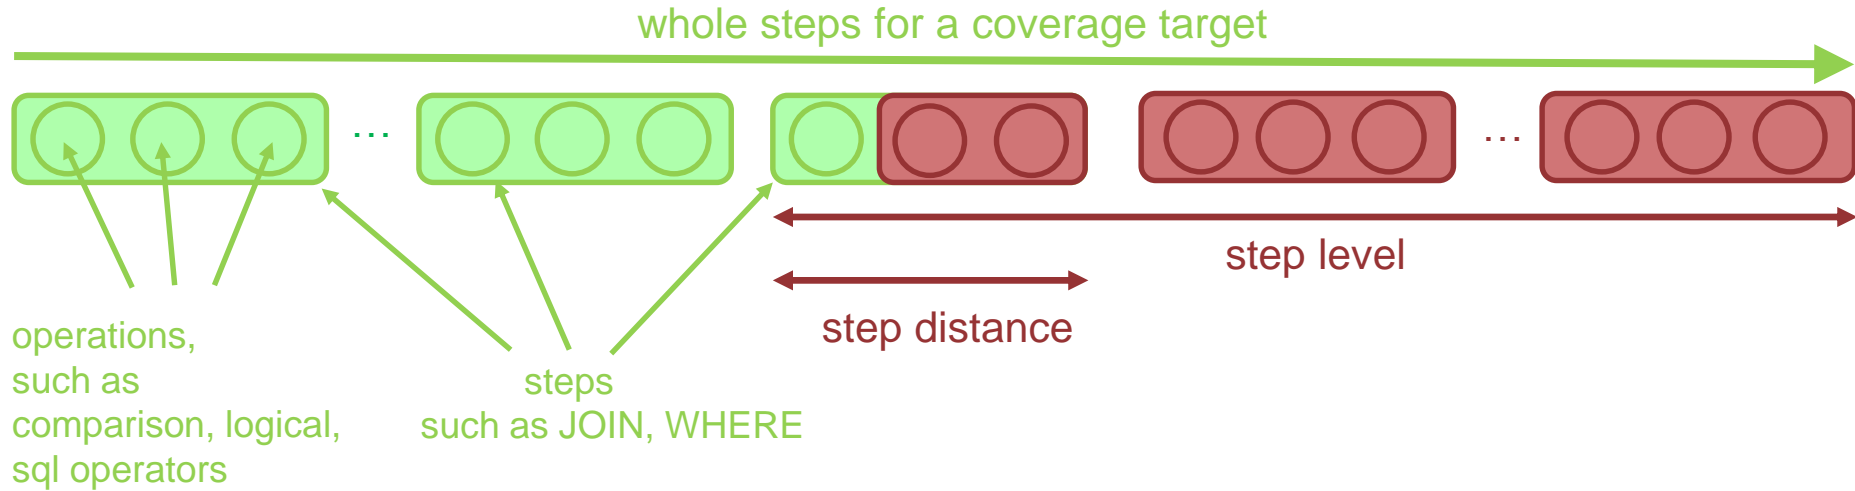 whole steps for a coverage target
...
...
step level
step distance
operations,
such as
comparison, logical,
sql operators
steps
such as JOIN, WHERE